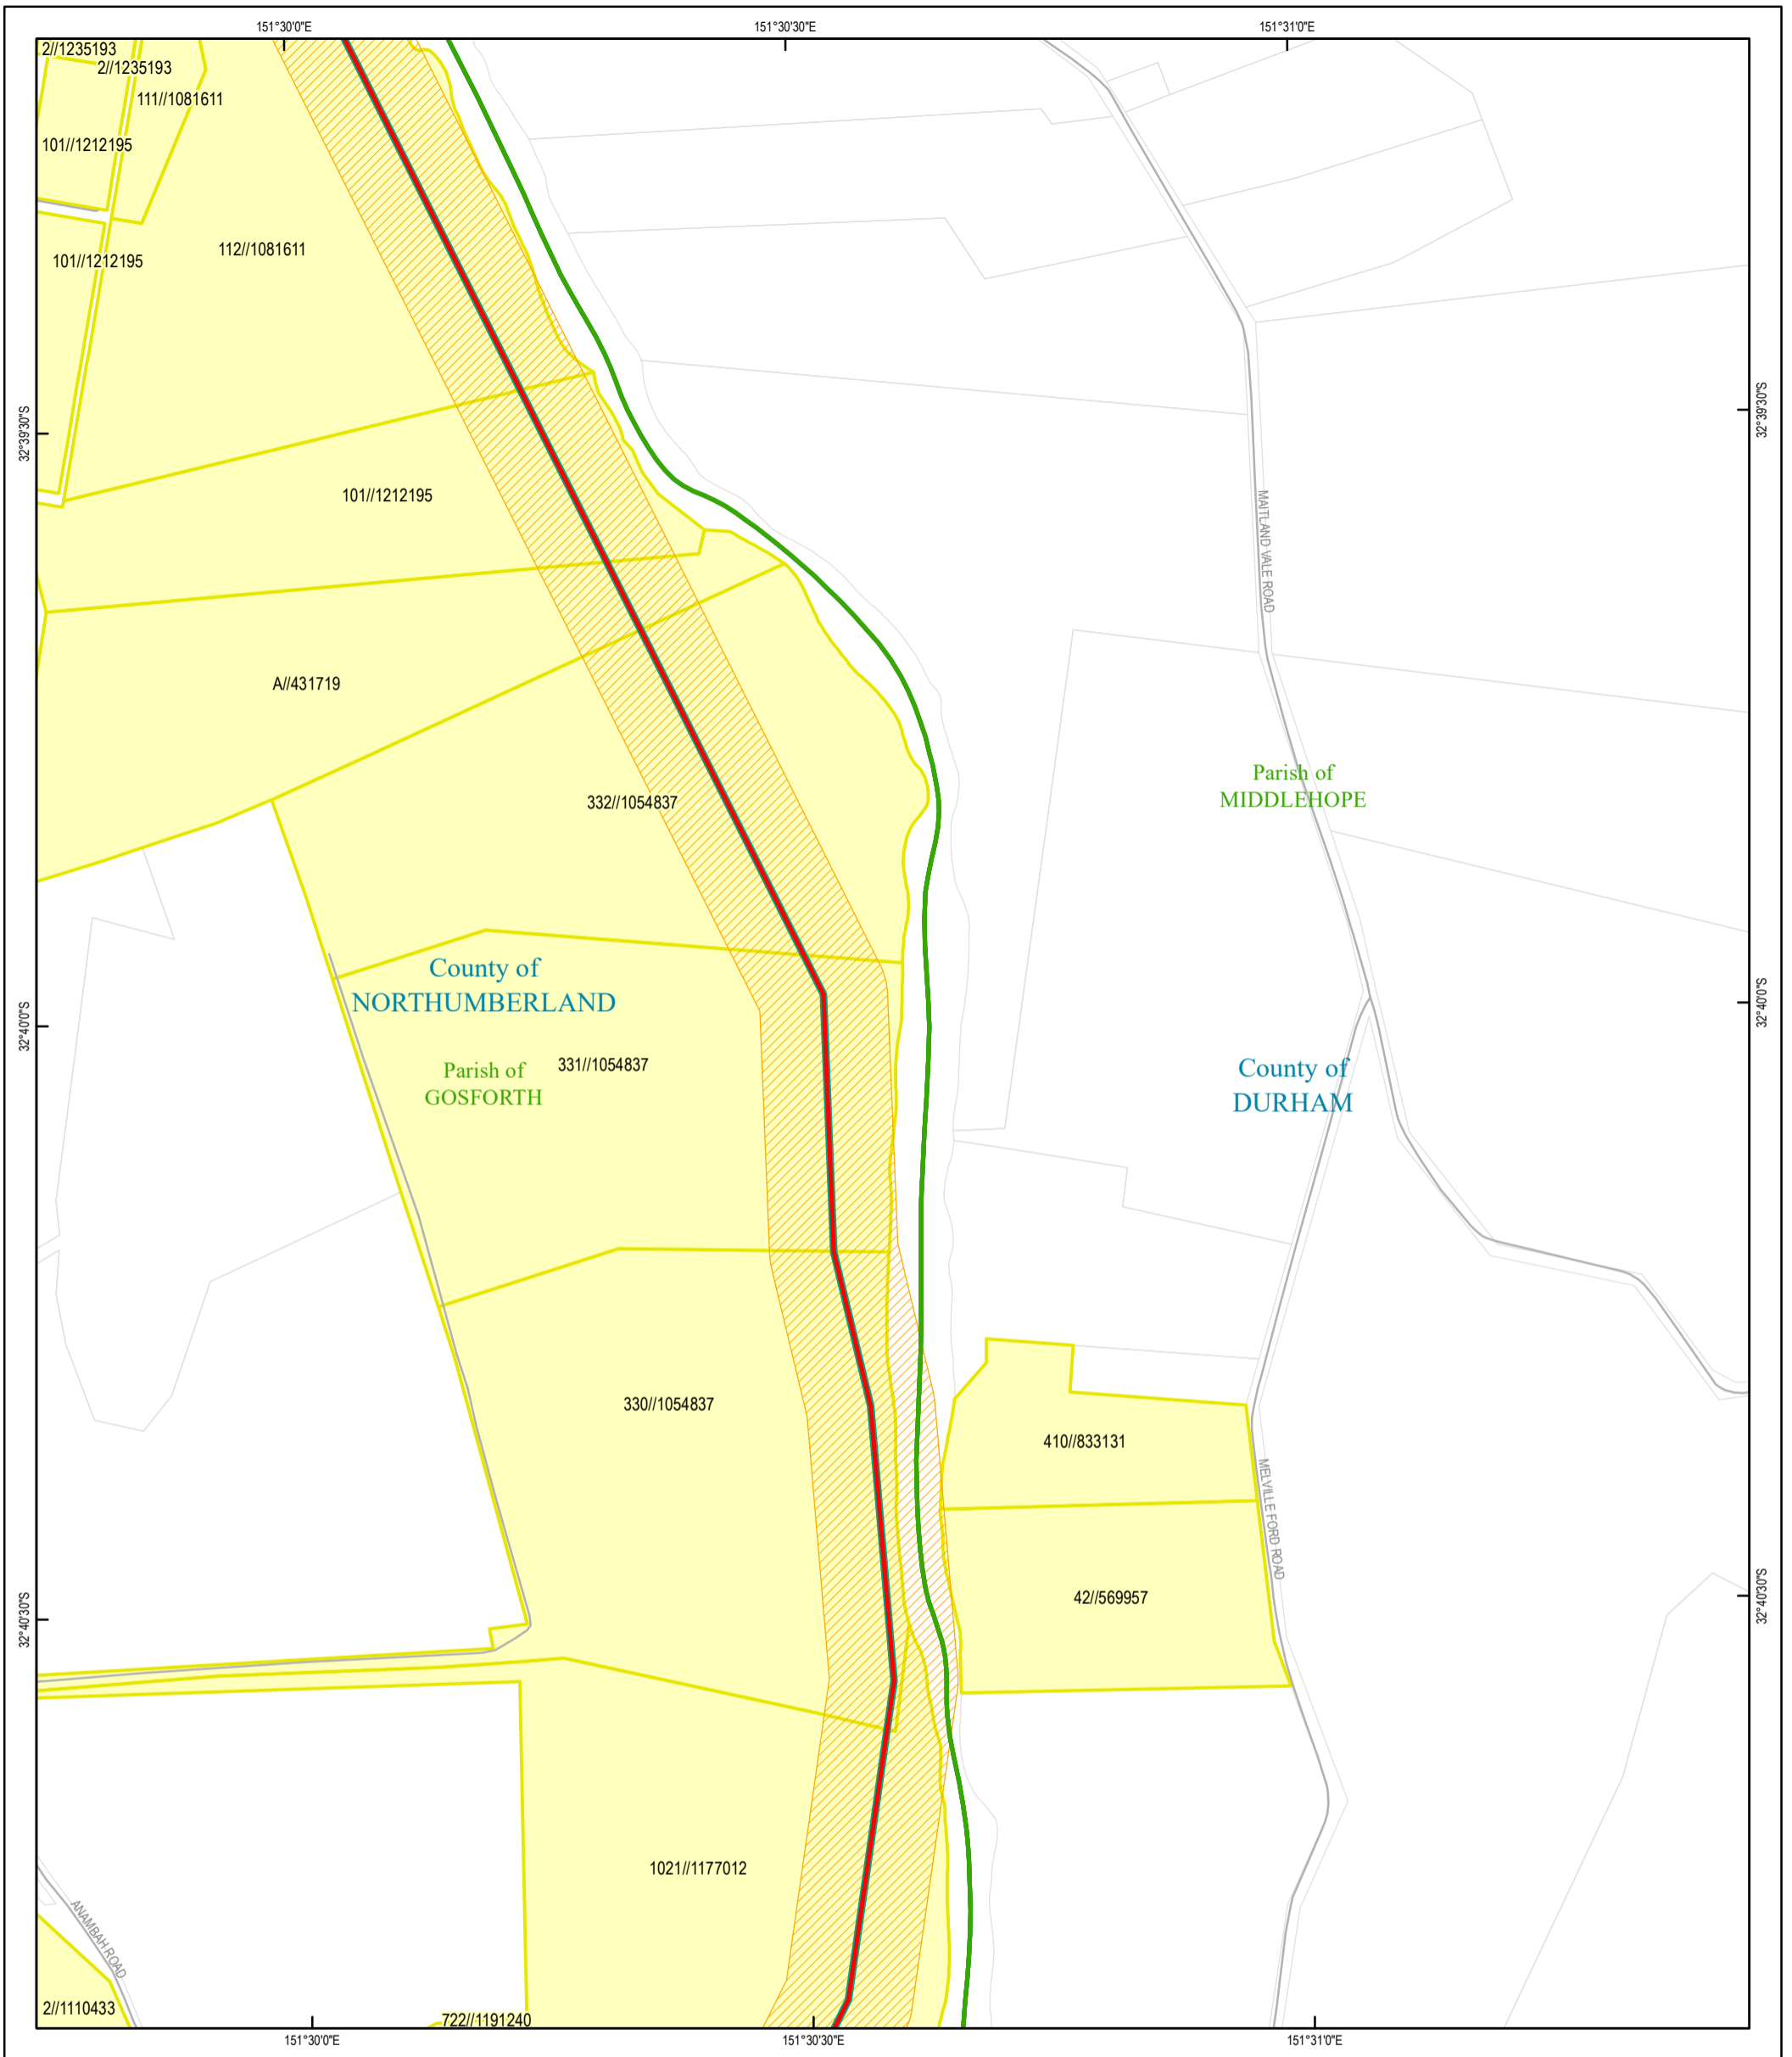 151°30'0"E
151°30'30"E
151°31'0"E
2//1235193
2//1235193
111//1081611
101//1212195
112//1081611
101//1212195
32°39'30"S
32°39'30"S
101//1212195
MAITLAND VALE ROAD
A//431719
Parish of
MIDDLEHOPE
332//1054837
County of
NORTHUMBERLAND
32°40'0"S
32°40'0"S
Parish of
GOSFORTH
331//1054837
County of
DURHAM
330//1054837
410//833131
MELVILLE FORD ROAD
42//569957
32°40'30"S
32°40'30"S
1021//1177012
ANAMBAH ROAD
2//1110433
722//1191240
151°30'0"E
151°30'30"E
151°31'0"E